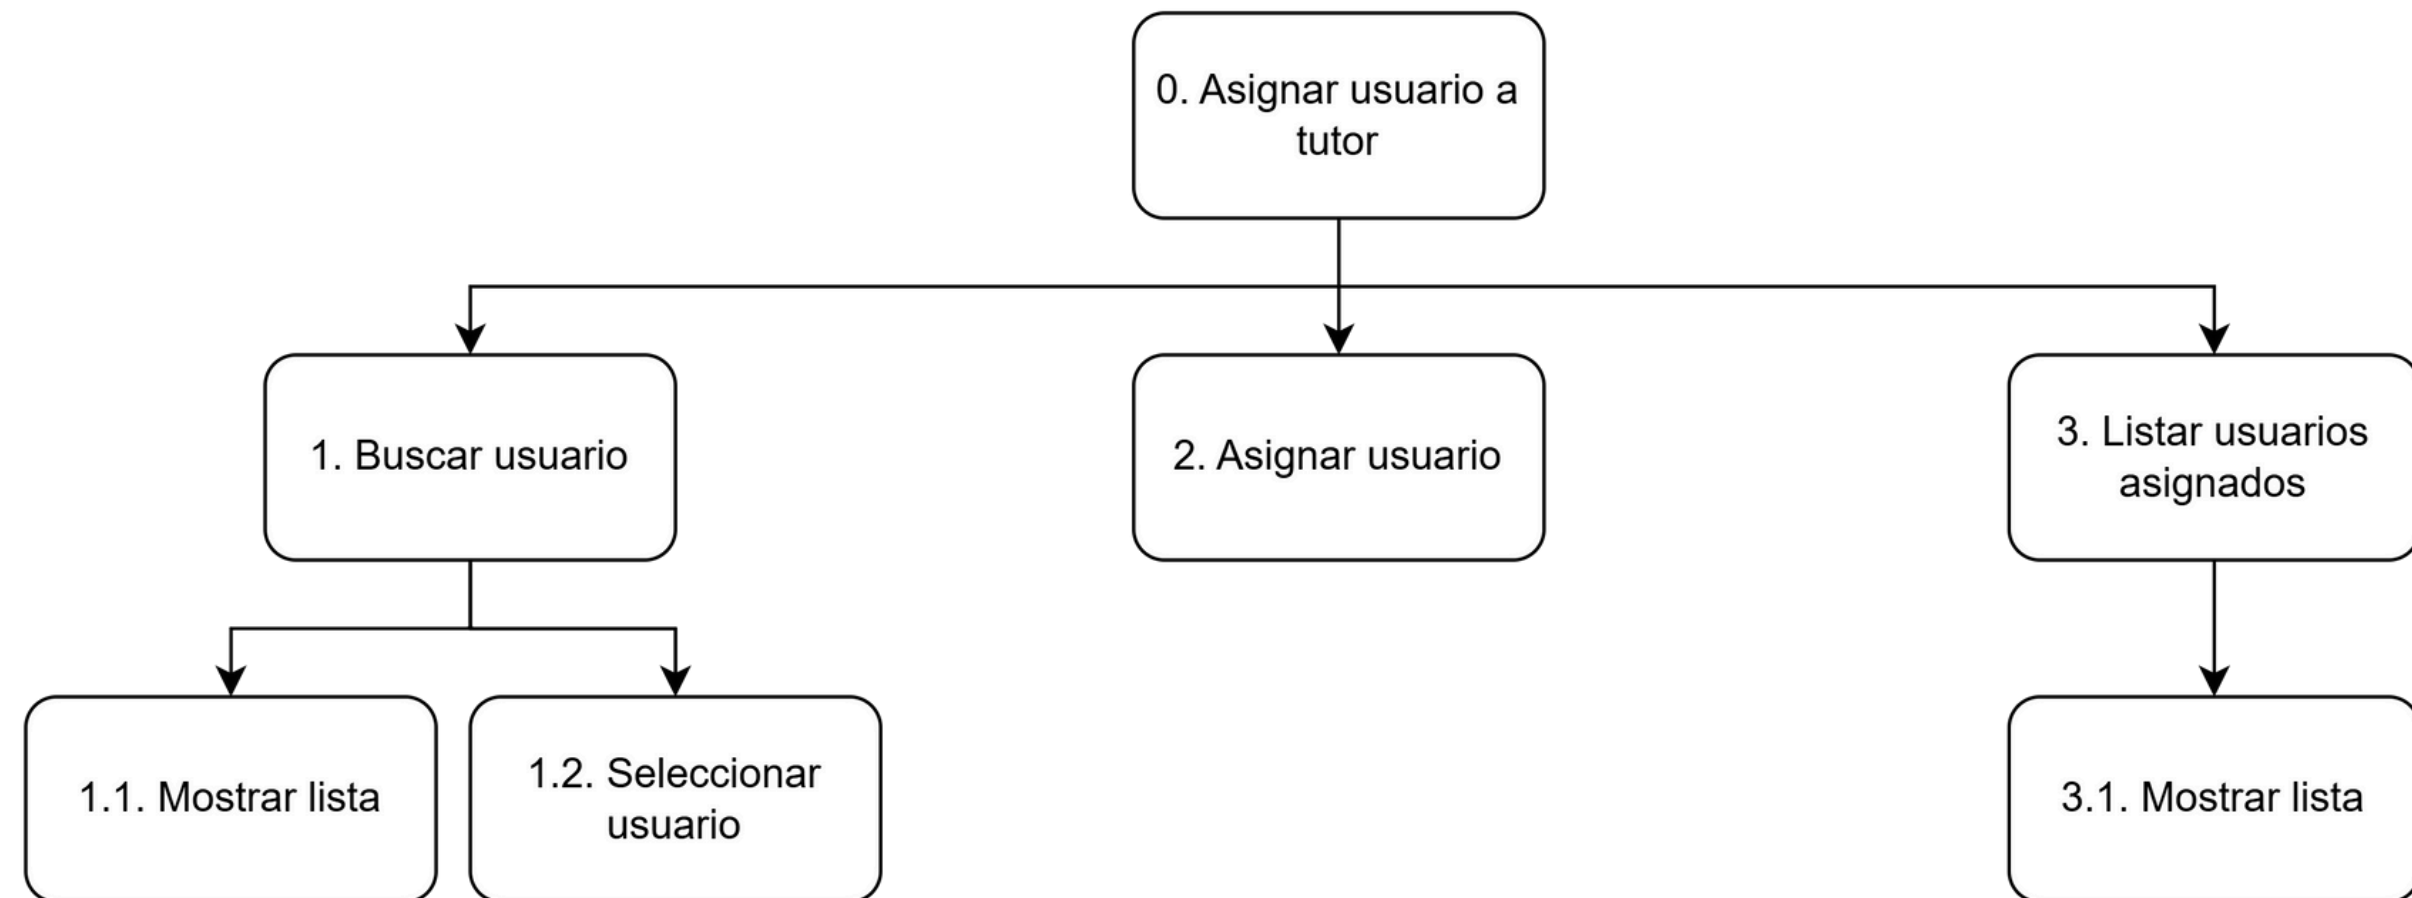 0. Asignar usuario a
tutor
1. Buscar usuario
2. Asignar usuario
3. Listar usuarios
asignados
1.1. Mostrar lista
1.2. Seleccionar
usuario
3.1. Mostrar lista